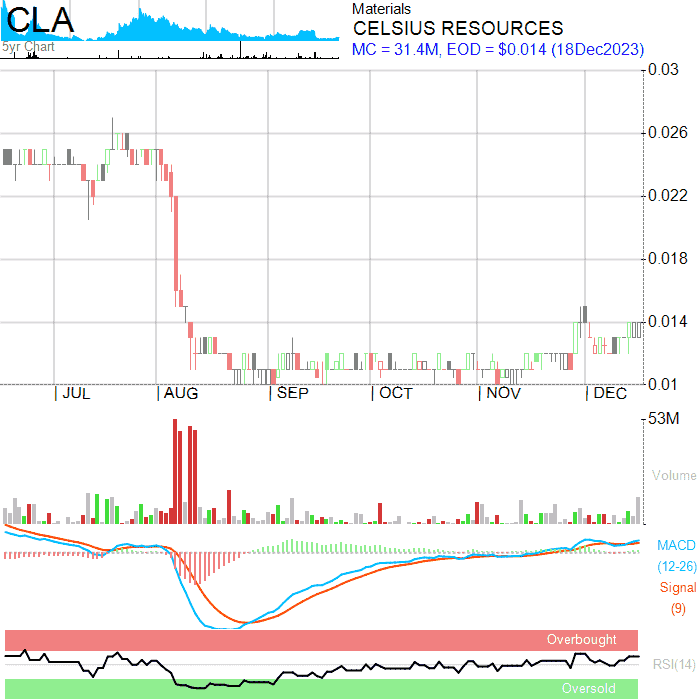 CLA
5yr Chart
Materials
CELSIUS RESOURCES
MC = 31.4M, EOD = $0.014 (18Dec2023)
0.03
0.026
0.022
0.018
0.014
0.01
| JUL | AUG | SEP | OCT | NOV | DEC
53M
Volume
MACD
(12-26)
Signal
(9)
Overbought
RSI(14)
Oversold